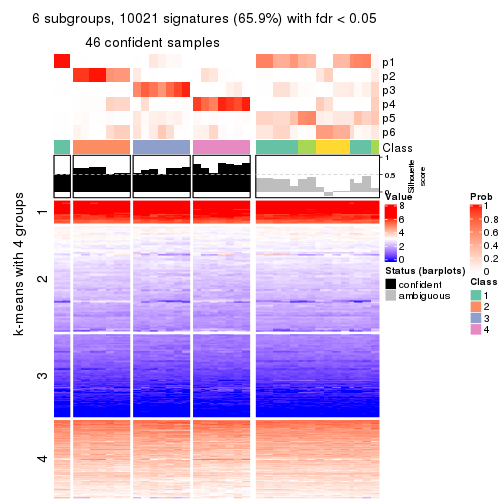 6 subgroups, 10021 signatures (65.9%) with fdr < 0.05
46 confident samples
p1
p2
p3
p4
p5
p6
Class
1
0.5
0
Silhouette
score
k-means with 4 groups
1
2
3
4
Value
8
6
4
2
0
Status (barplots)
confident
ambiguous
Prob
1
0.8
0.6
0.4
0.2
0
Class
1
2
3
4